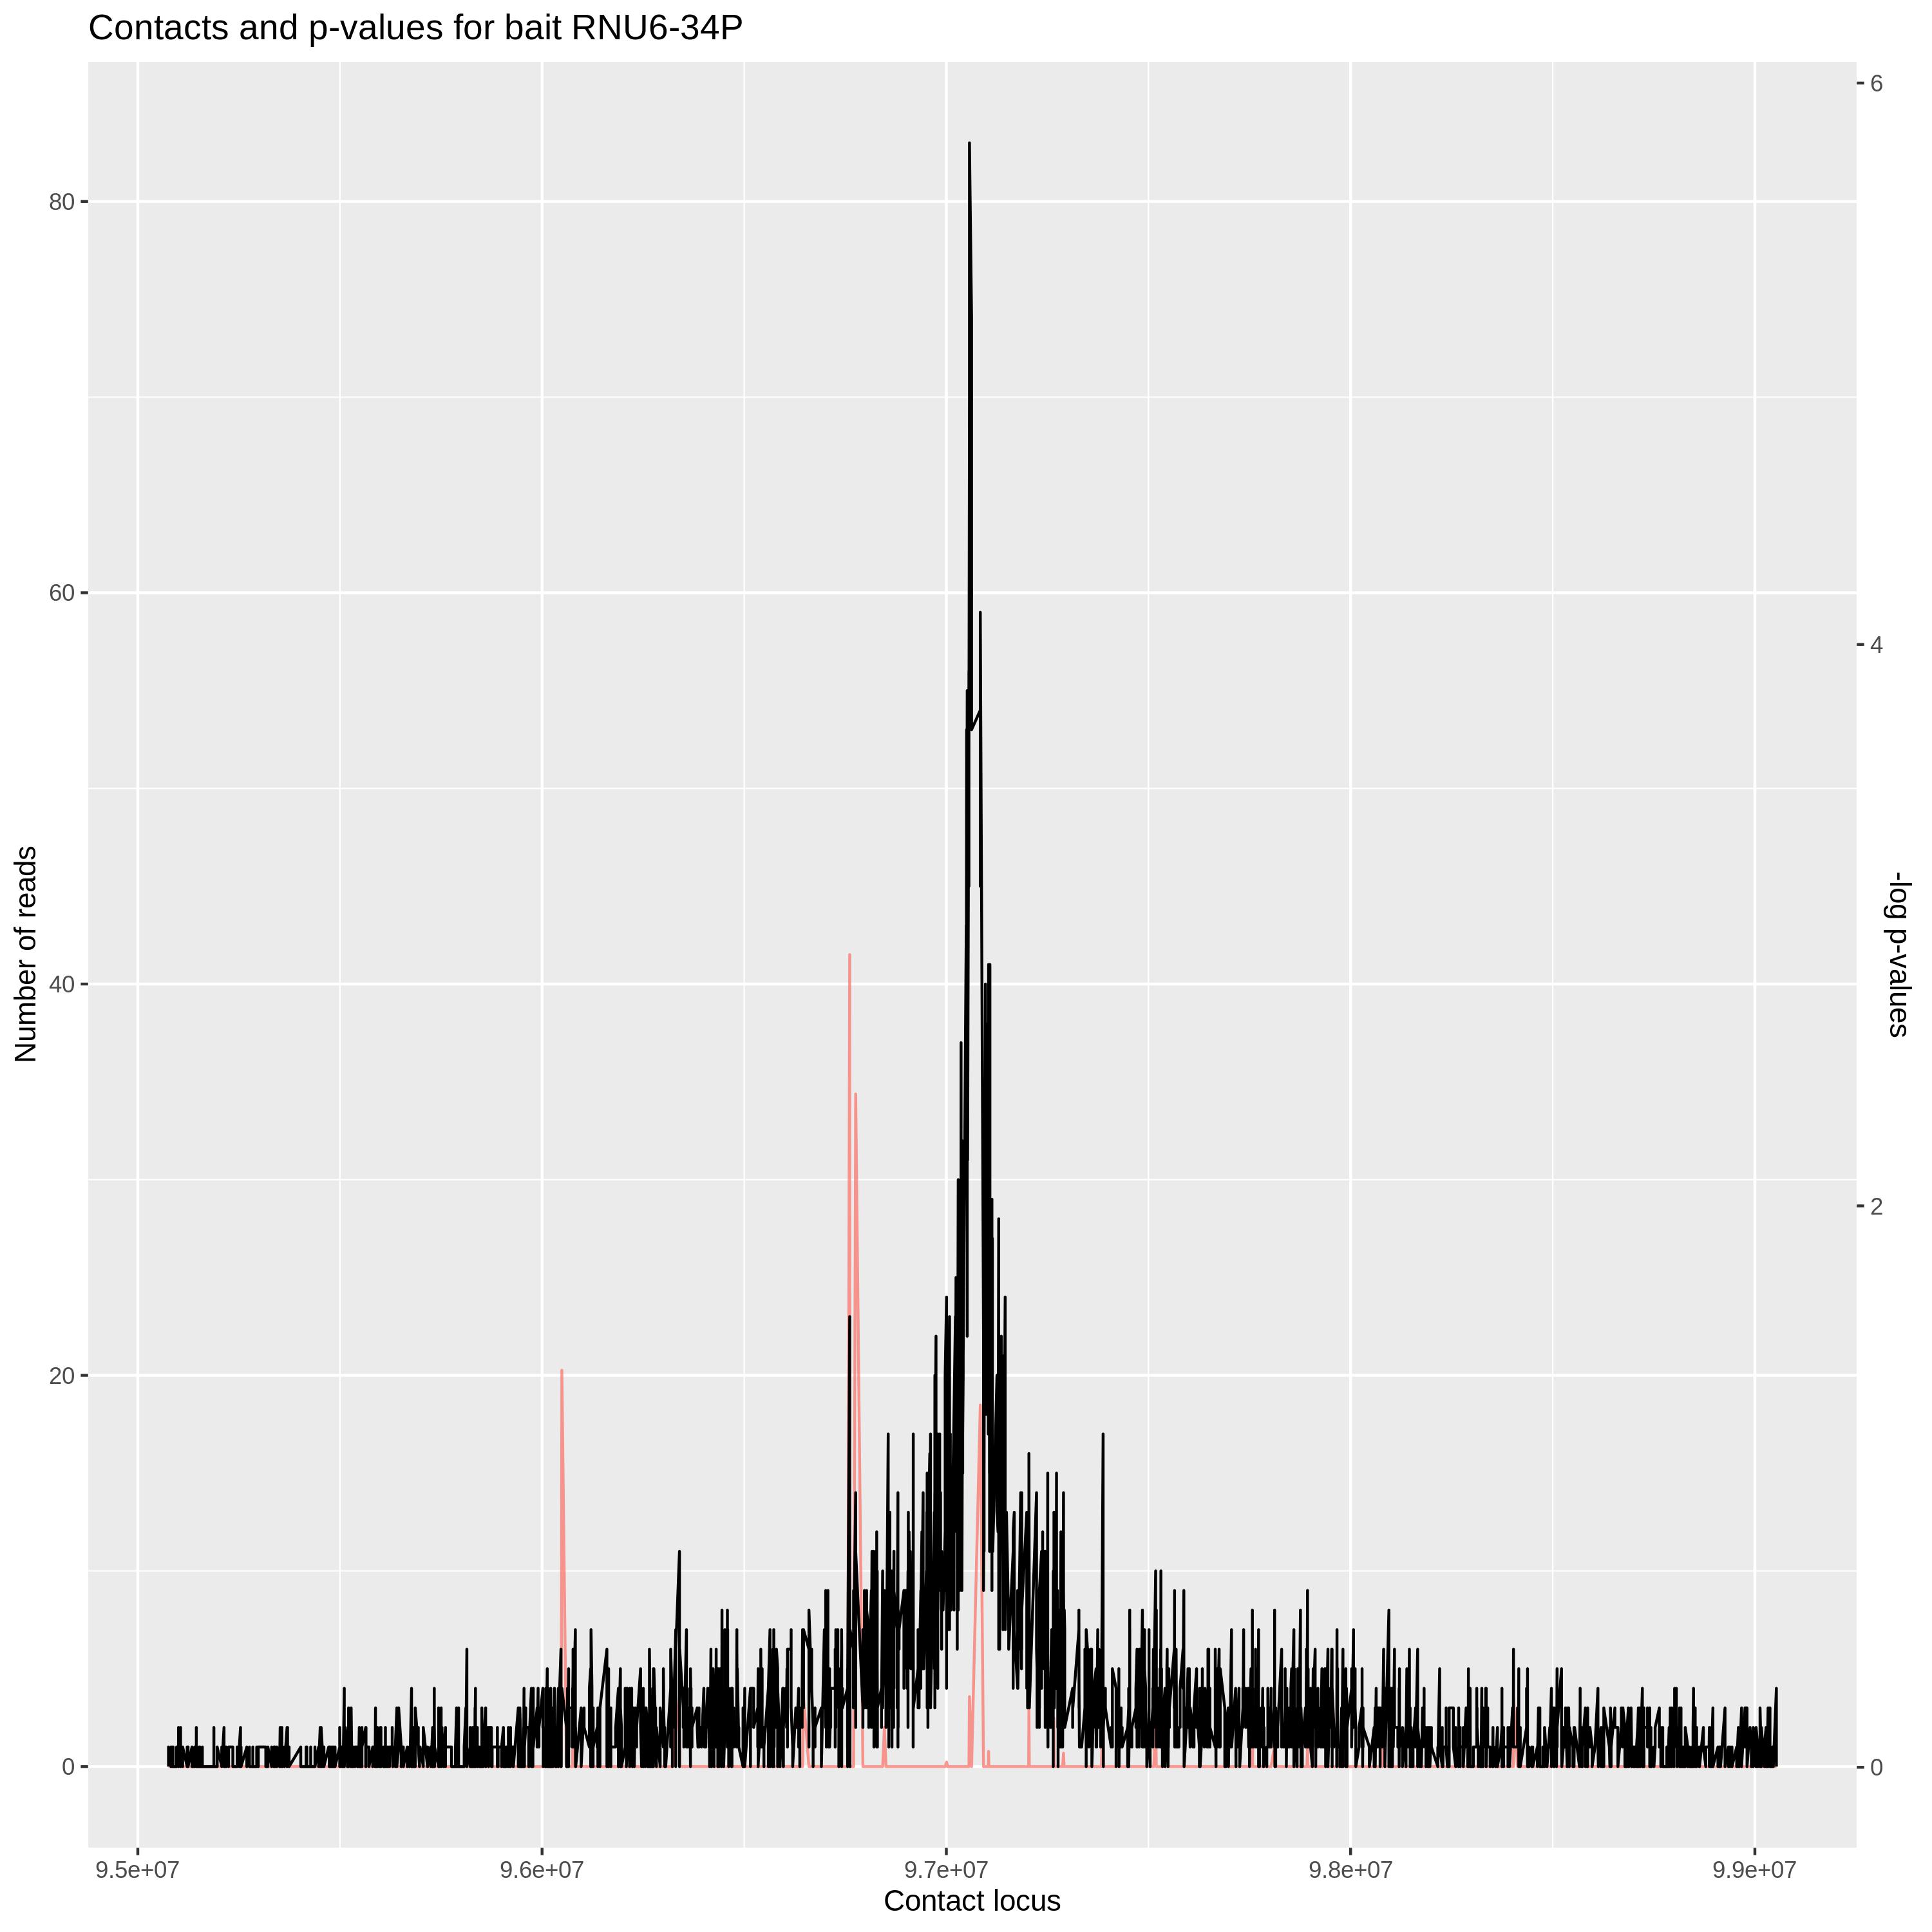 Contacts and p-values for bait RNU6-34P
6
80
60
4
Number of reads
-log p-values
40
2
20
0
0
9.5e+07
9.6e+07
9.7e+07
9.8e+07
9.9e+07
Contact locus